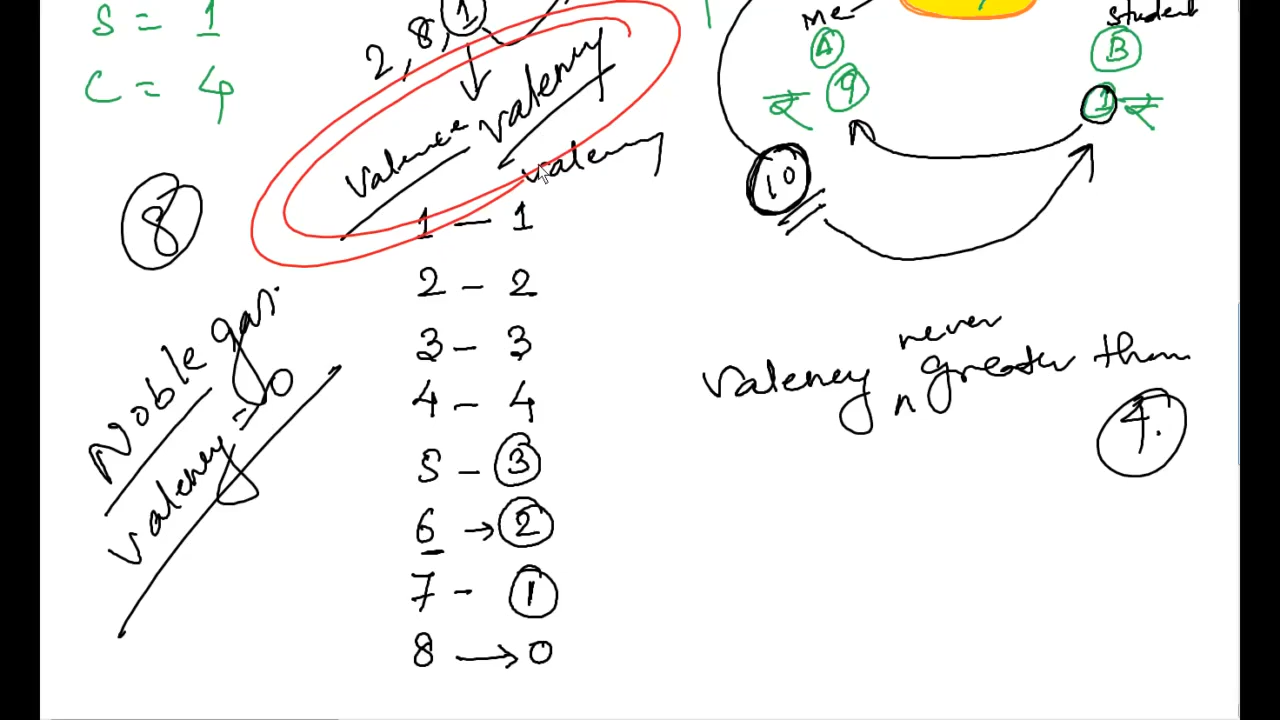 S = 1
C = 4
2, 8, 1
Valence Valency
valency
8
1 - 1
2 - 2
3 - 3
4 - 4
5 - 3
6 → 2
7 - 1
8 → 0
Noble gas
Valency = 0
Me
Student
A
B
₹ 9
1 ₹
10
Valency never greater than
4.